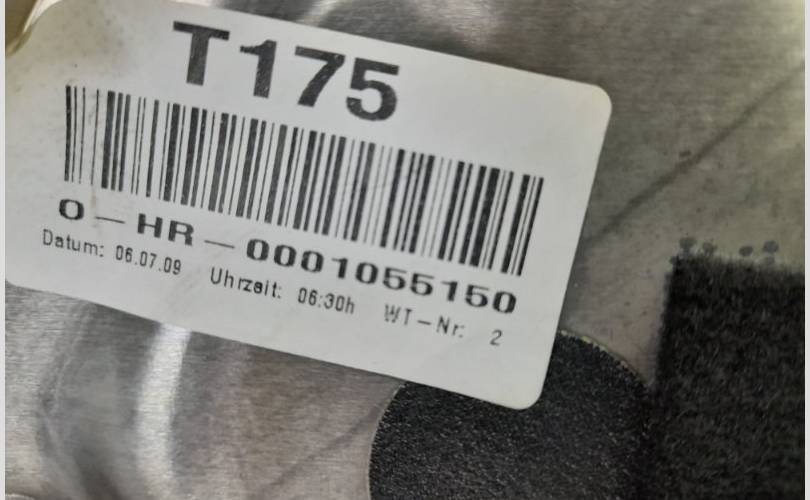 T175
O-HR-0001055150
Datum: 06.07.09 Uhrzeit: 06:30h WT-Nr: 2